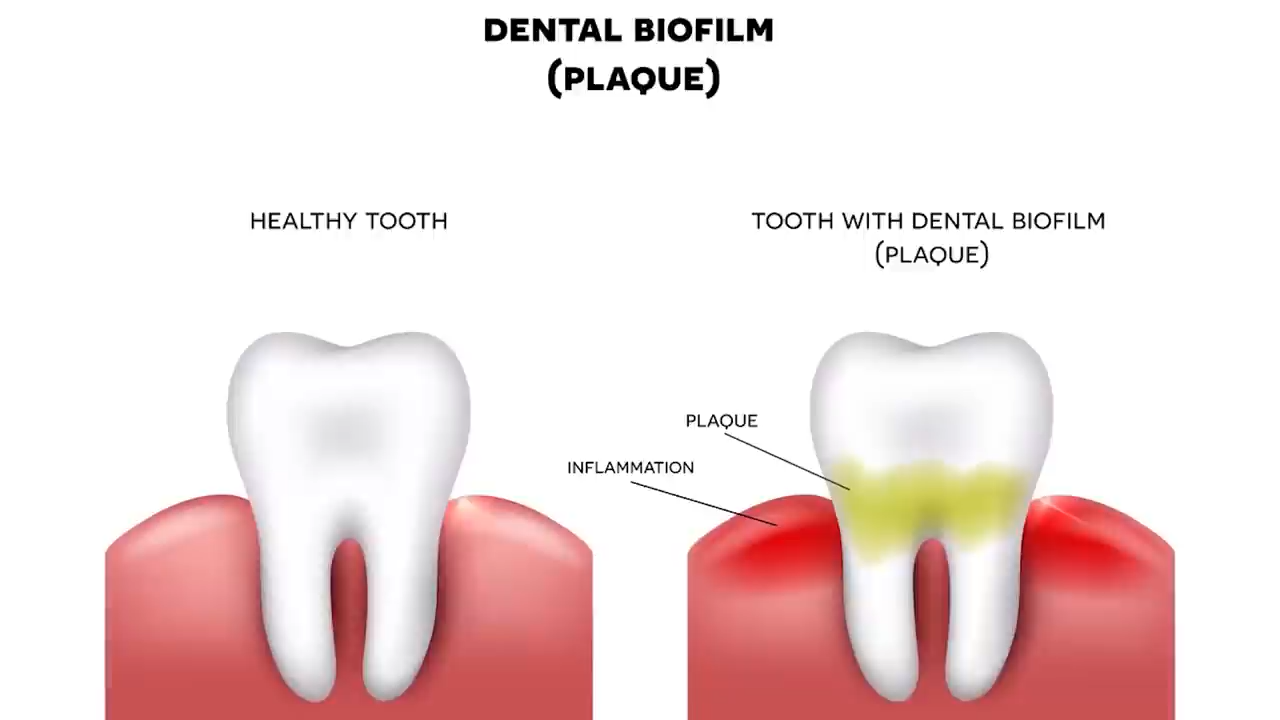 DENTAL BIOFILM
(PLAQUE)
HEALTHY TOOTH
TOOTH WITH DENTAL BIOFILM
(PLAQUE)
PLAQUE
INFLAMMATION